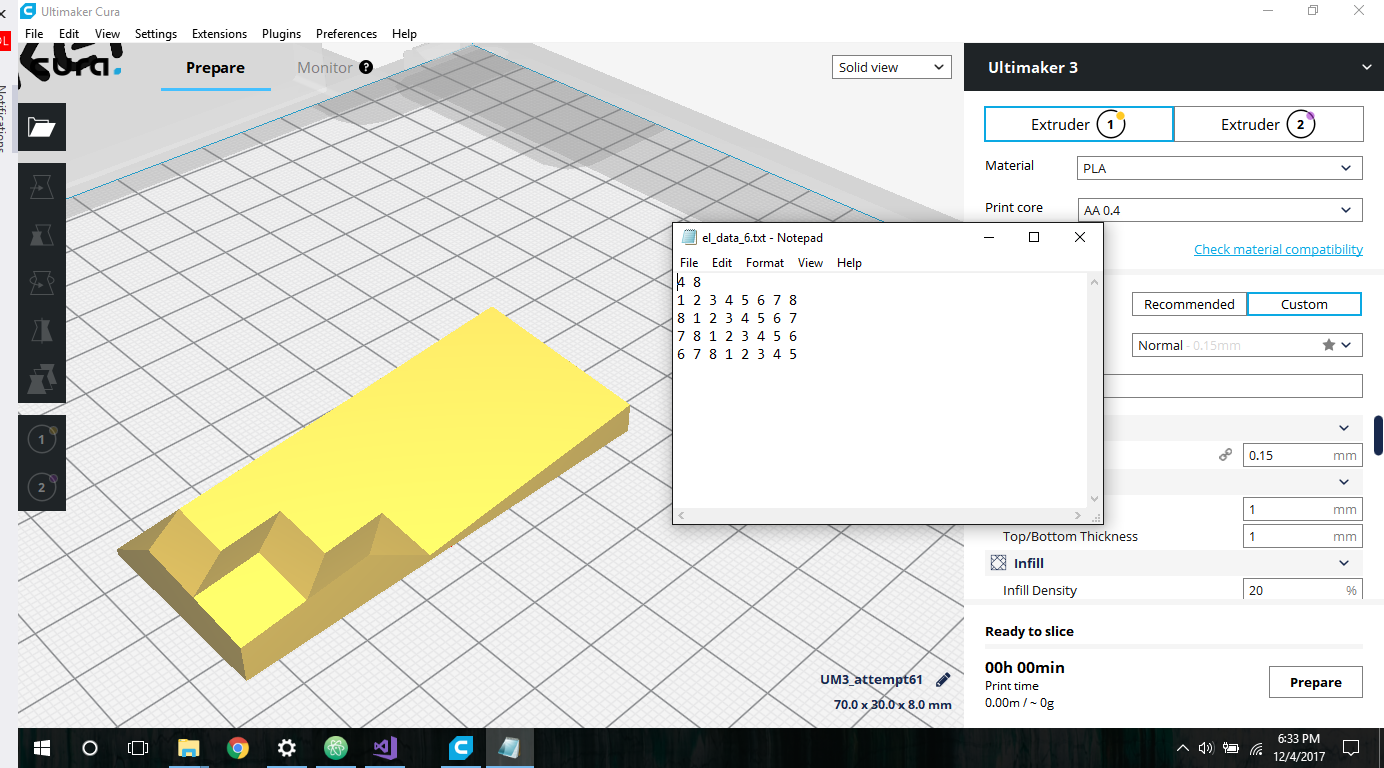 Ultimaker Cura
File Edit View Settings Extensions Plugins Preferences Help
cura.
Prepare
Monitor ?
Solid view
Ultimaker 3
Extruder 1
Extruder 2
Material
PLA
Print core
AA 0.4
Check material compatibility
Recommended
Custom
Normal - 0.15mm
0.15 mm
1 mm
Top/Bottom Thickness
1 mm
Infill
Infill Density
20 %
Ready to slice
00h 00min
Print time
0.00m / ~ 0g
Prepare
1
2
Notifications
el_data_6.txt - Notepad
File Edit Format View Help
4 8
1 2 3 4 5 6 7 8
8 1 2 3 4 5 6 7
7 8 1 2 3 4 5 6
6 7 8 1 2 3 4 5
UM3_attempt61
70.0 x 30.0 x 8.0 mm
6:33 PM
12/4/2017